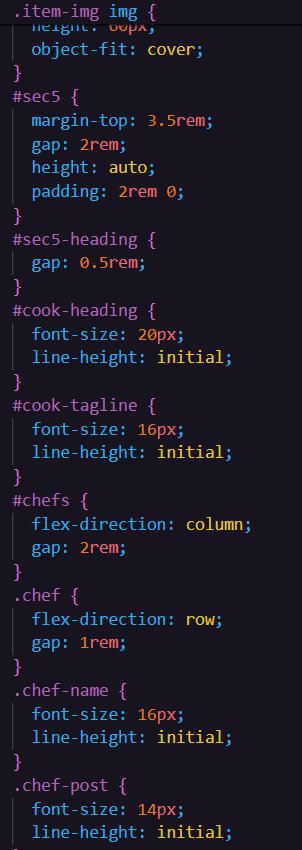 .item-img img {
height: 60px;
object-fit: cover;
}
#sec5 {
margin-top: 3.5rem;
gap: 2rem;
height: auto;
padding: 2rem 0;
}
#sec5-heading {
gap: 0.5rem;
}
#cook-heading {
font-size: 20px;
line-height: initial;
}
#cook-tagline {
font-size: 16px;
line-height: initial;
}
#chefs {
flex-direction: column;
gap: 2rem;
}
.chef {
flex-direction: row;
gap: 1rem;
}
.chef-name {
font-size: 16px;
line-height: initial;
}
.chef-post {
font-size: 14px;
line-height: initial;